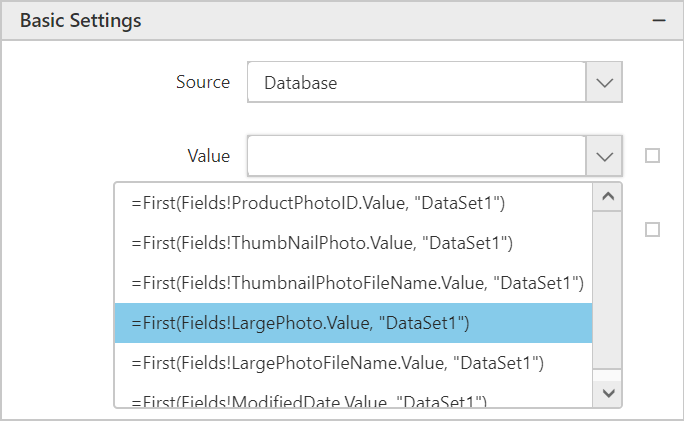 Basic Settings
Source
Database
Value
=First(Fields!ProductPhotoID.Value, "DataSet1")
=First(Fields!ThumbNailPhoto.Value, "DataSet1")
=First(Fields!ThumbnailPhotoFileName.Value, "DataSet1")
=First(Fields!LargePhoto.Value, "DataSet1")
=First(Fields!LargePhotoFileName.Value, "DataSet1")
=First(Fields!ModifiedDate.Value, "DataSet1")